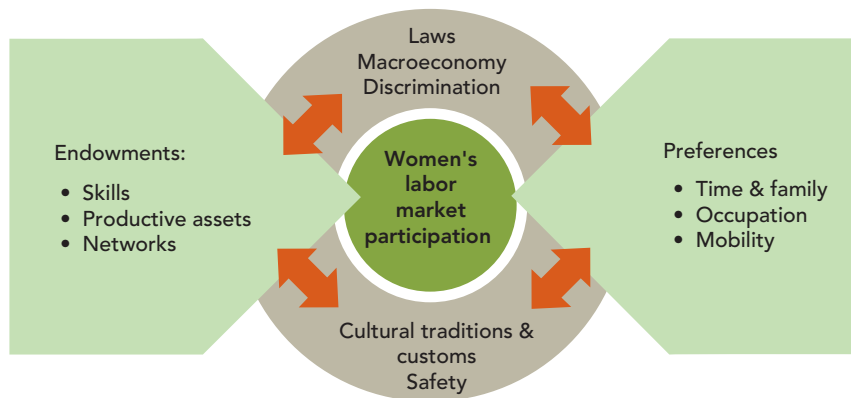 Laws
Macroeconomy
Discrimination
Endowments:
• Skills
• Productive assets
• Networks
Women's
labor
market
participation
Preferences
• Time & family
• Occupation
• Mobility
Cultural traditions &
customs
Safety